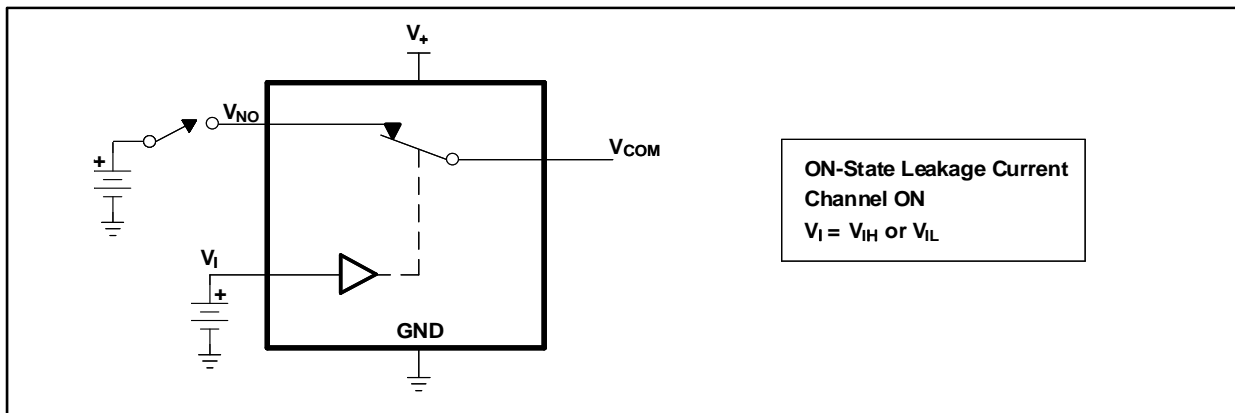 V+
VNO
VCOM
+
ON-State Leakage Current
Channel ON
VI = VIH or VIL
VI
+
GND